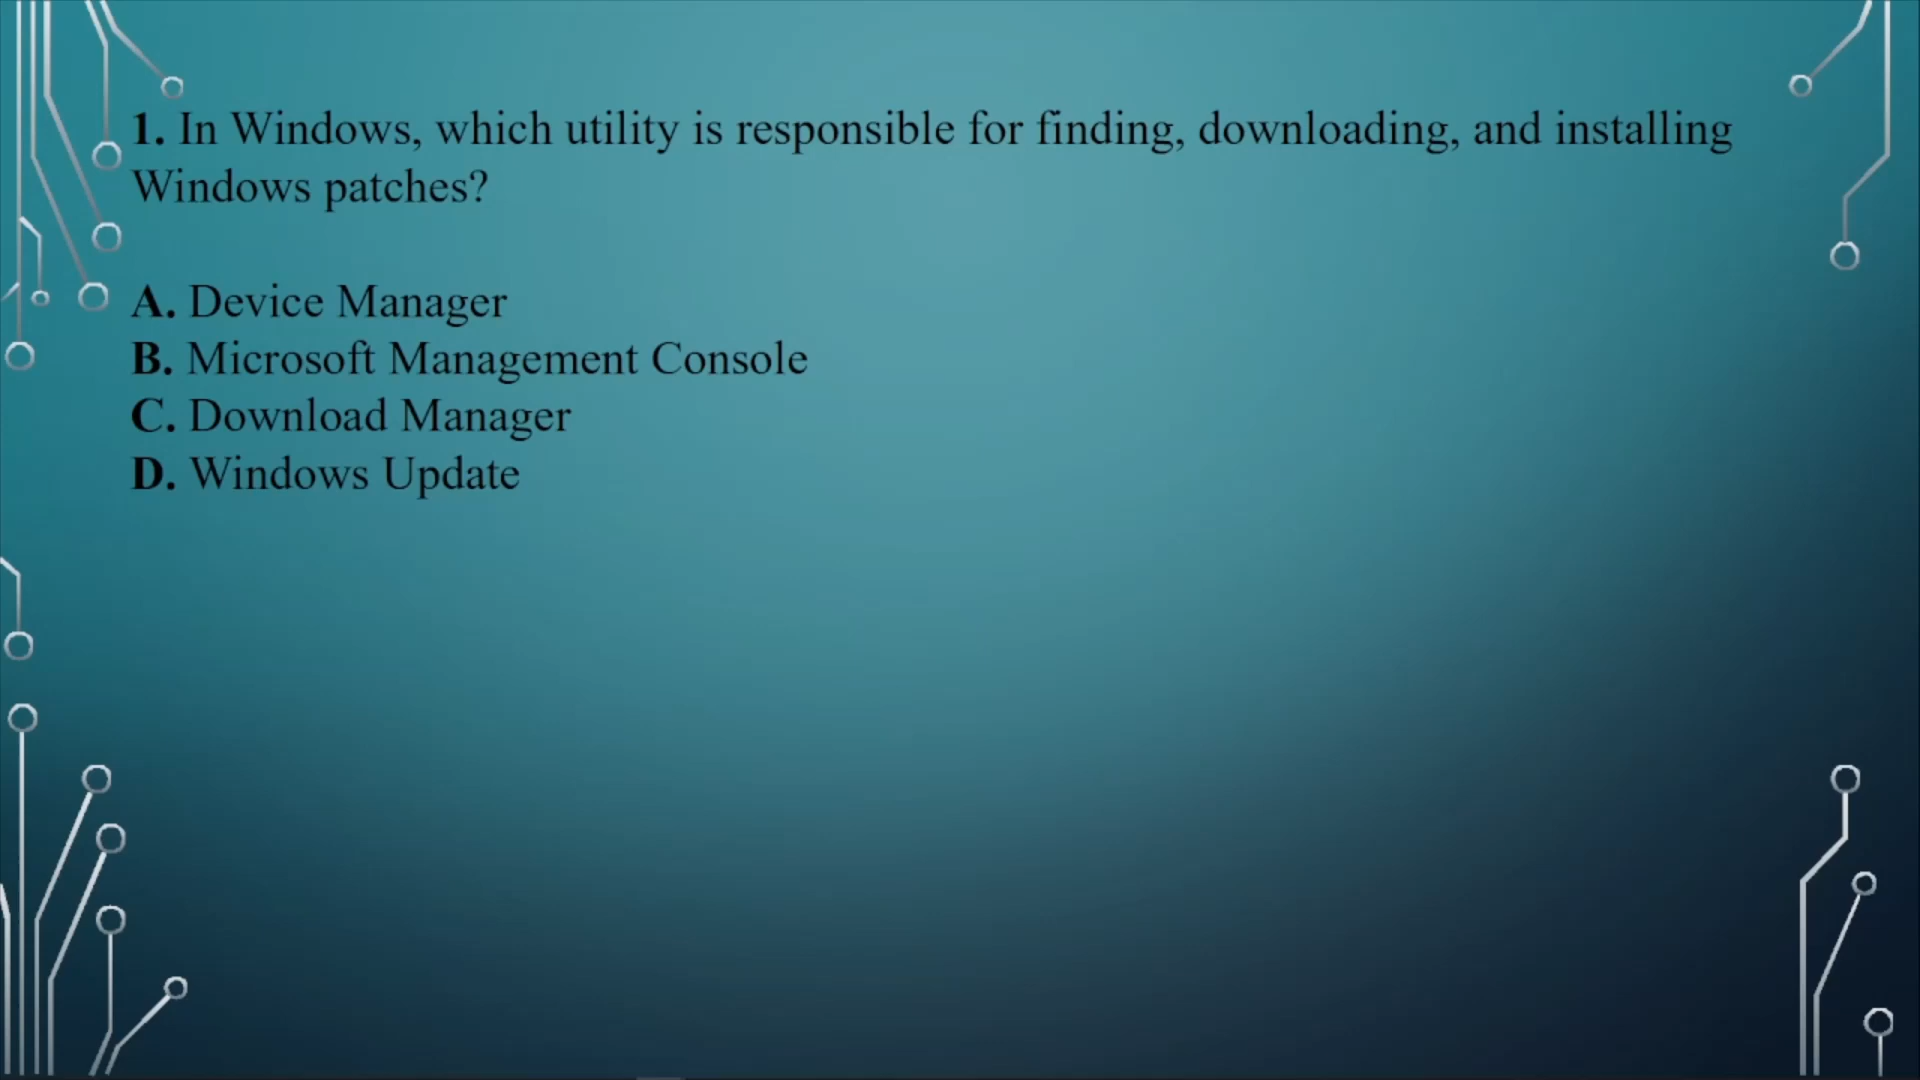 1. In Windows, which utility is responsible for finding, downloading, and installing
Windows patches?
A. Device Manager
B. Microsoft Management Console
C. Download Manager
D. Windows Update